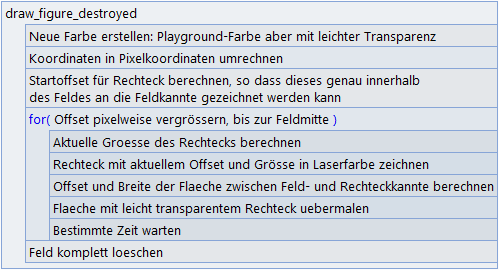 draw_figure_destroyed
Neue Farbe erstellen: Playground-Farbe aber mit leichter Transparenz
Koordinaten in Pixelkoordinaten umrechnen
Startoffset für Rechteck berechnen, so dass dieses genau innerhalb
des Feldes an die Feldkannte gezeichnet werden kann
for( Offset pixelweise vergrössern, bis zur Feldmitte )
Aktuelle Groesse des Rechtecks berechnen
Rechteck mit aktuellem Offset und Grösse in Laserfarbe zeichnen
Offset und Breite der Flaeche zwischen Feld- und Rechteckkannte berechnen
Flaeche mit leicht transparentem Rechteck uebermalen
Bestimmte Zeit warten
Feld komplett loeschen